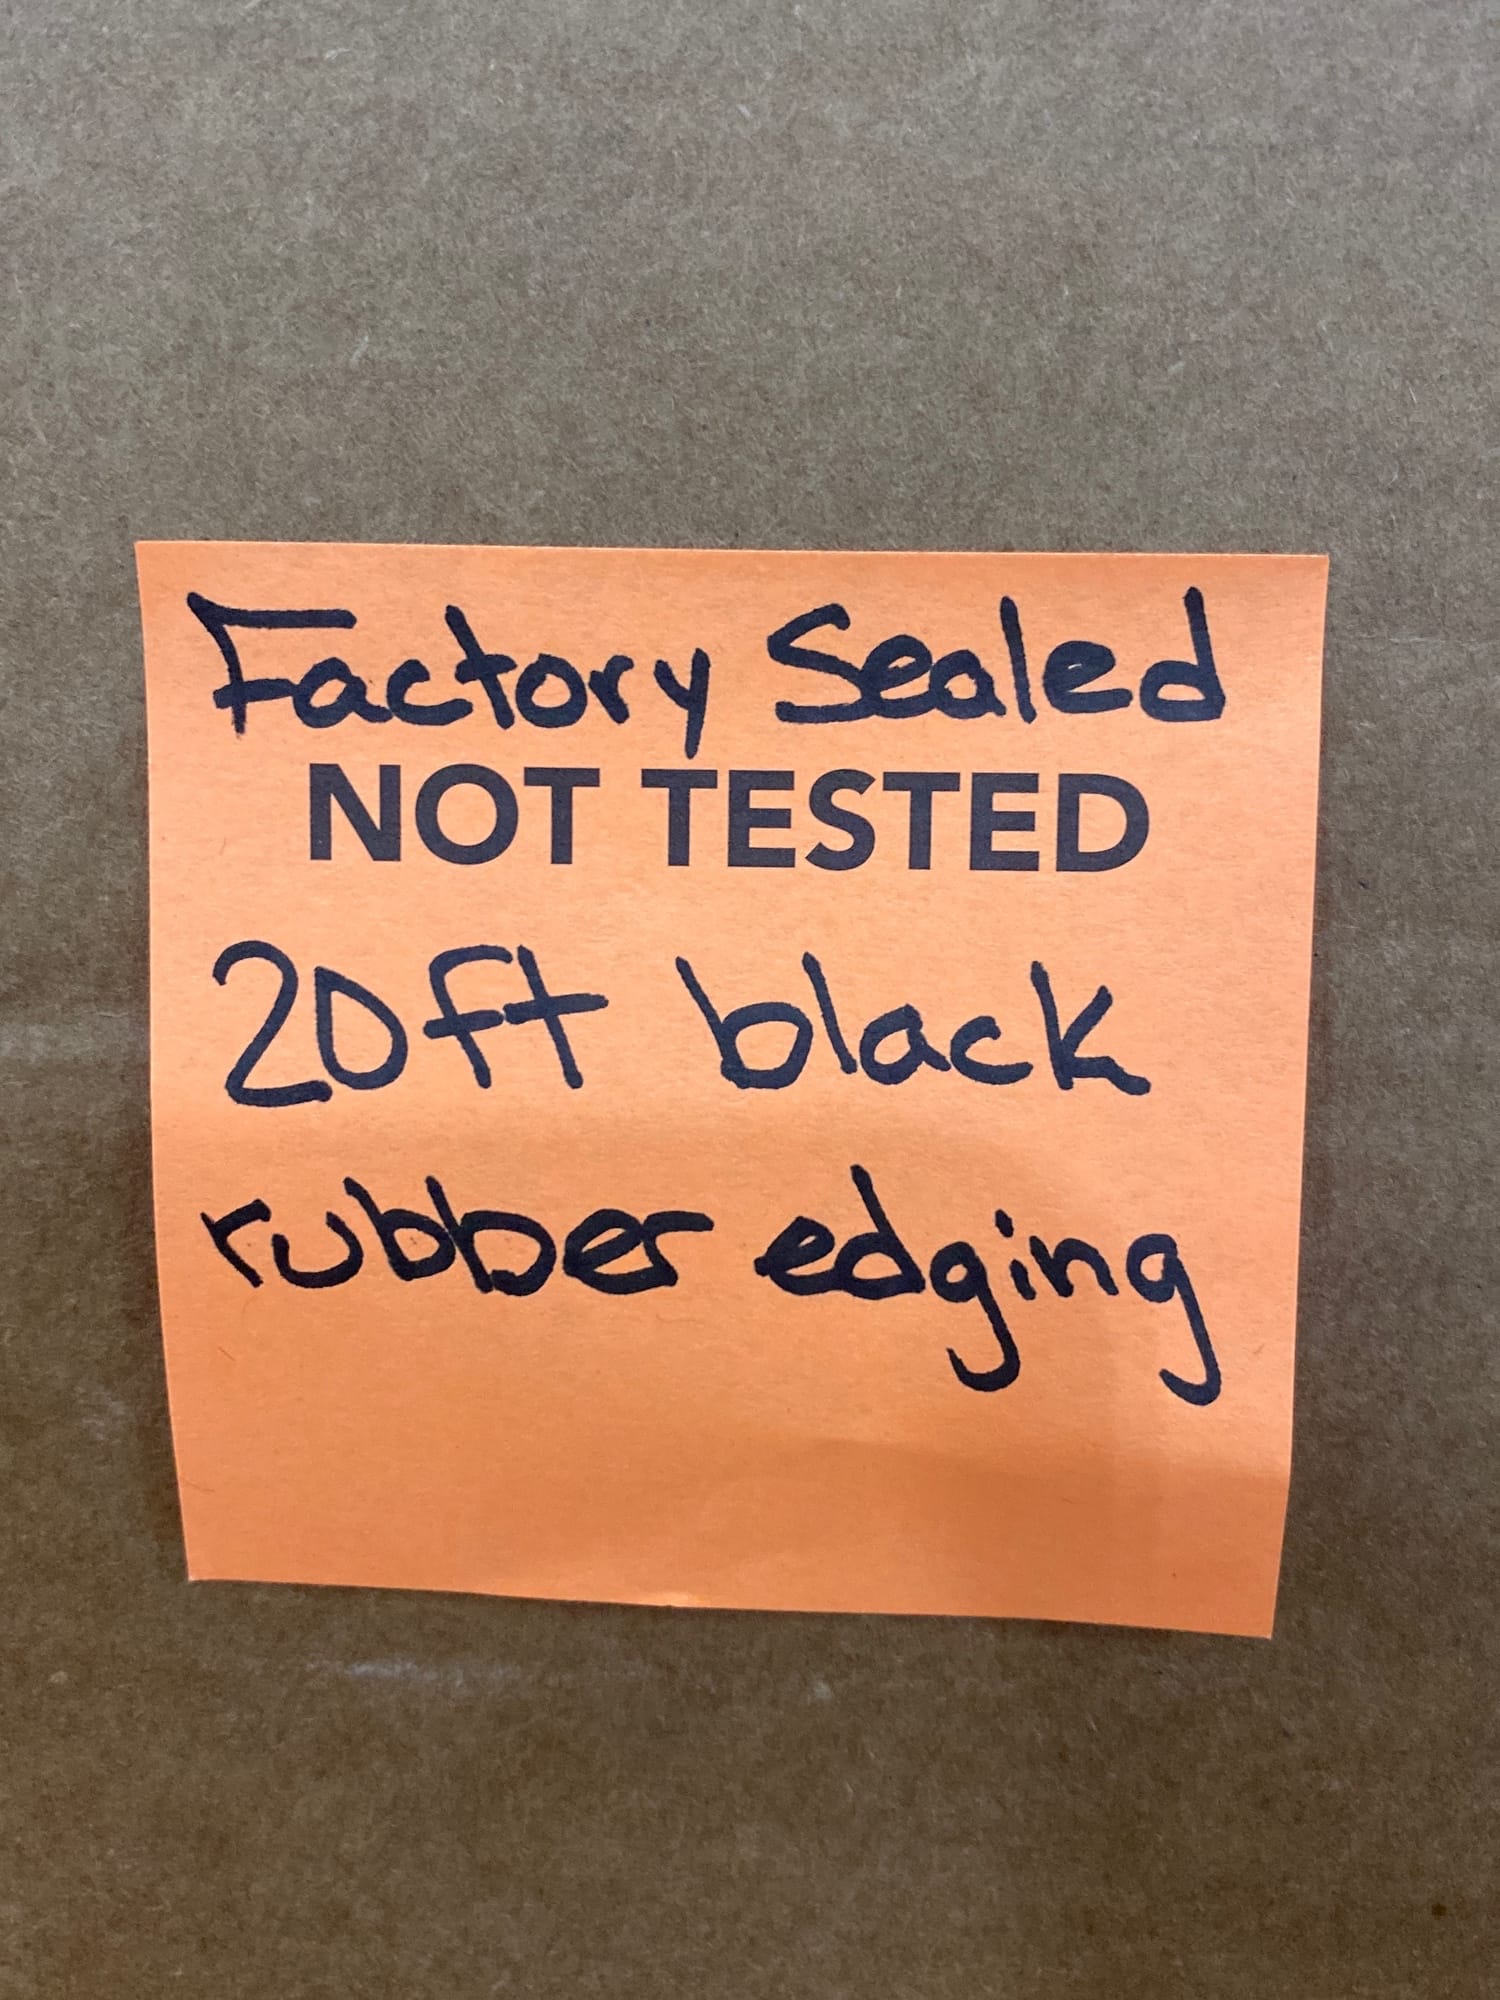 Factory Sealed
NOT TESTED
20ft black
rubber edging